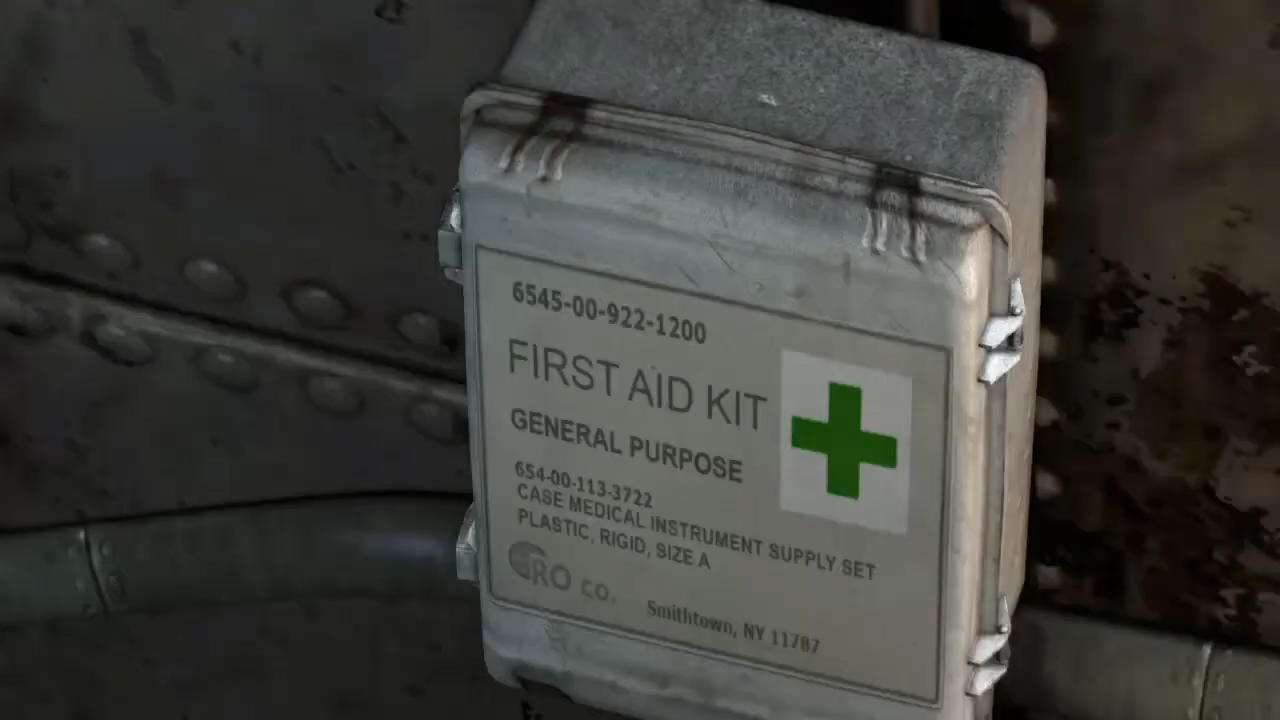 6545-00-922-1200
FIRST AID KIT
GENERAL PURPOSE
654-00-113-3722
CASE MEDICAL INSTRUMENT SUPPLY SET
PLASTIC, RIGID, SIZE A
RO co.
Smithtown, NY 11787